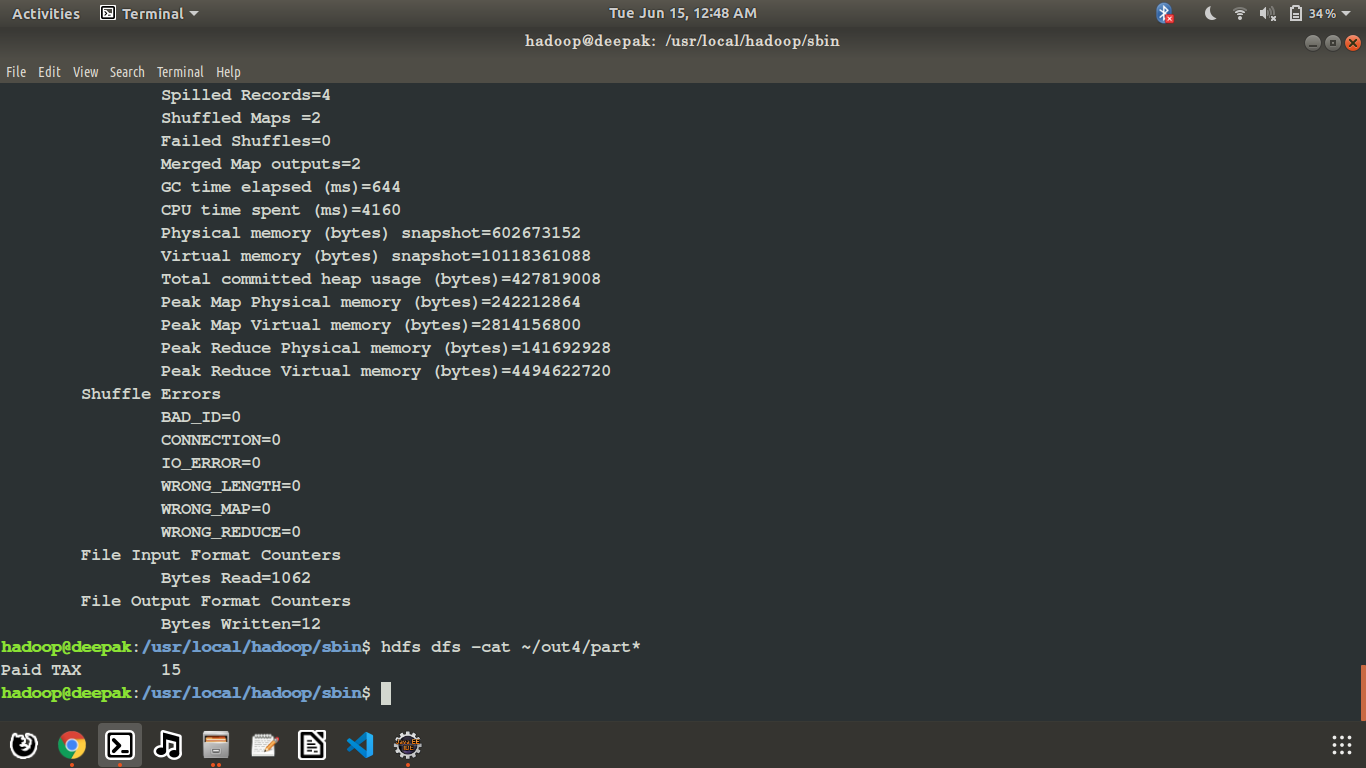 Activities Terminal Tue Jun 15, 12:48 AM 34%
hadoop@deepak: /usr/local/hadoop/sbin
File Edit View Search Terminal Help
Spilled Records=4
Shuffled Maps =2
Failed Shuffles=0
Merged Map outputs=2
GC time elapsed (ms)=644
CPU time spent (ms)=4160
Physical memory (bytes) snapshot=602673152
Virtual memory (bytes) snapshot=10118361088
Total committed heap usage (bytes)=427819008
Peak Map Physical memory (bytes)=242212864
Peak Map Virtual memory (bytes)=2814156800
Peak Reduce Physical memory (bytes)=141692928
Peak Reduce Virtual memory (bytes)=4494622720
Shuffle Errors
BAD_ID=0
CONNECTION=0
IO_ERROR=0
WRONG_LENGTH=0
WRONG_MAP=0
WRONG_REDUCE=0
File Input Format Counters
Bytes Read=1062
File Output Format Counters
Bytes Written=12
hadoop@deepak:/usr/local/hadoop/sbin$ hdfs dfs -cat ~/out4/part*
Paid TAX 15
hadoop@deepak:/usr/local/hadoop/sbin$